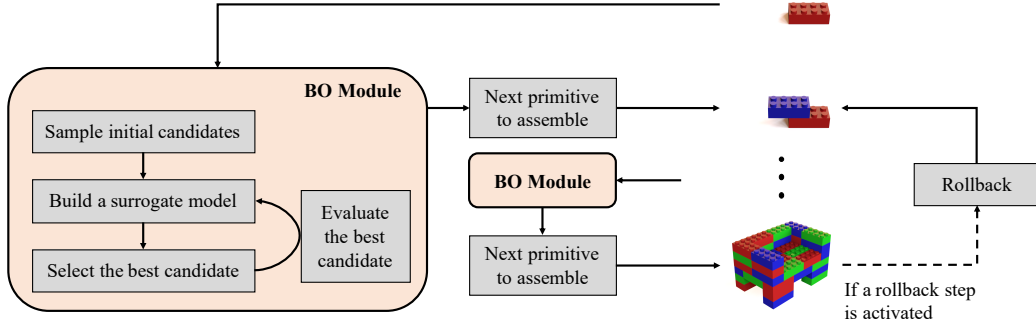 BO Module
Sample initial candidates
Build a surrogate model
Select the best candidate
Evaluate
the best
candidate
Next primitive
to assemble
BO Module
Next primitive
to assemble
Rollback
If a rollback step
is activated